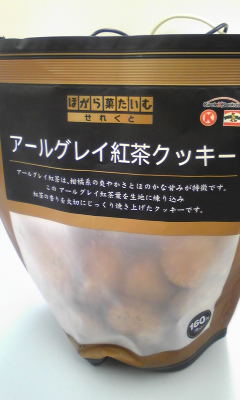 ほがら菓たいむ
せれくと
アールグレイ紅茶クッキー
アールグレイ紅茶は、柑橘系の爽やかさとほのかな甘みが特徴です。
このアールグレイ紅茶葉を生地に練り込み
紅茶の香りを大切にじっくり焼き上げたクッキーです。
160g